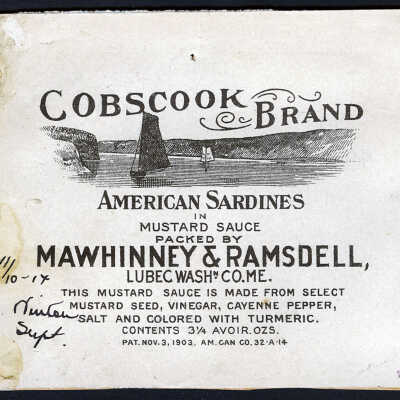 COBSCOOK BRAND
AMERICAN SARDINES
IN
MUSTARD SAUCE
PACKED BY
MAWHINNEY & RAMSDELL,
LUBEC WASHN CO. ME.
THIS MUSTARD SAUCE IS MADE FROM SELECT
MUSTARD SEED, VINEGAR, CAYENNE PEPPER,
SALT AND COLORED WITH TURMERIC.
CONTENTS 3¼ AVOIR. OZS.
PAT. NOV. 3, 1903. AM. CAN CO. 32-A-14
10-14
Sept.